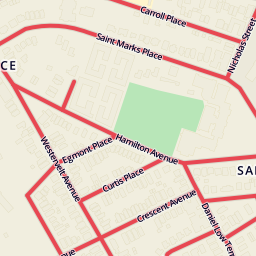 Carroll Place
Nicholas Street
Saint Marks Place
CE
Hamilton Avenue
Egmont Place
Westervelt Avenue
Curtis Place
SA
Crescent Avenue
Daniel Low Terr
enue